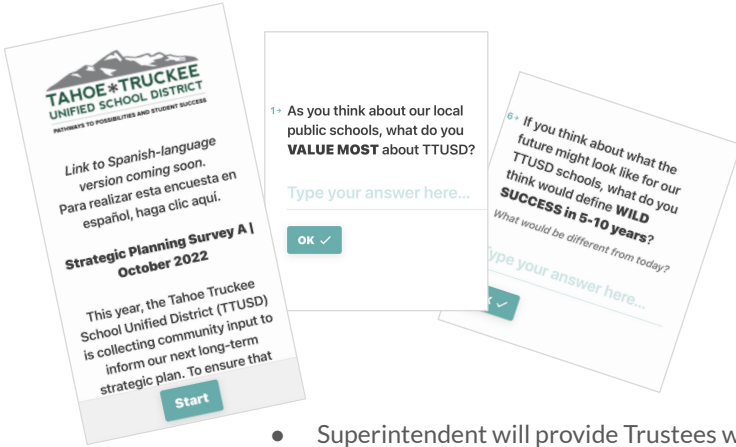 TAHOE*TRUCKEE
UNIFIED SCHOOL DISTRICT
PATHWAYS TO POSSIBILITIES AND STUDENT SUCCESS
Link to Spanish-language
version coming soon.
Para realizar esta encuesta en
español, haga clic aquí.
Strategic Planning Survey A |
October 2022
This year, the Tahoe Truckee
School Unified District (TTUSD)
is collecting community input to
inform our next long-term
strategic plan. To ensure that
Start
1→ As you think about our local
public schools, what do you
VALUE MOST about TTUSD?
Type your answer here...
OK ✓
6→ If you think about what the
future might look like for our
TTUSD schools, what do you
think would define WILD
SUCCESS in 5-10 years?
What would be different from today?
ype your answer here...
K ✓
● Superintendent will provide Trustees w